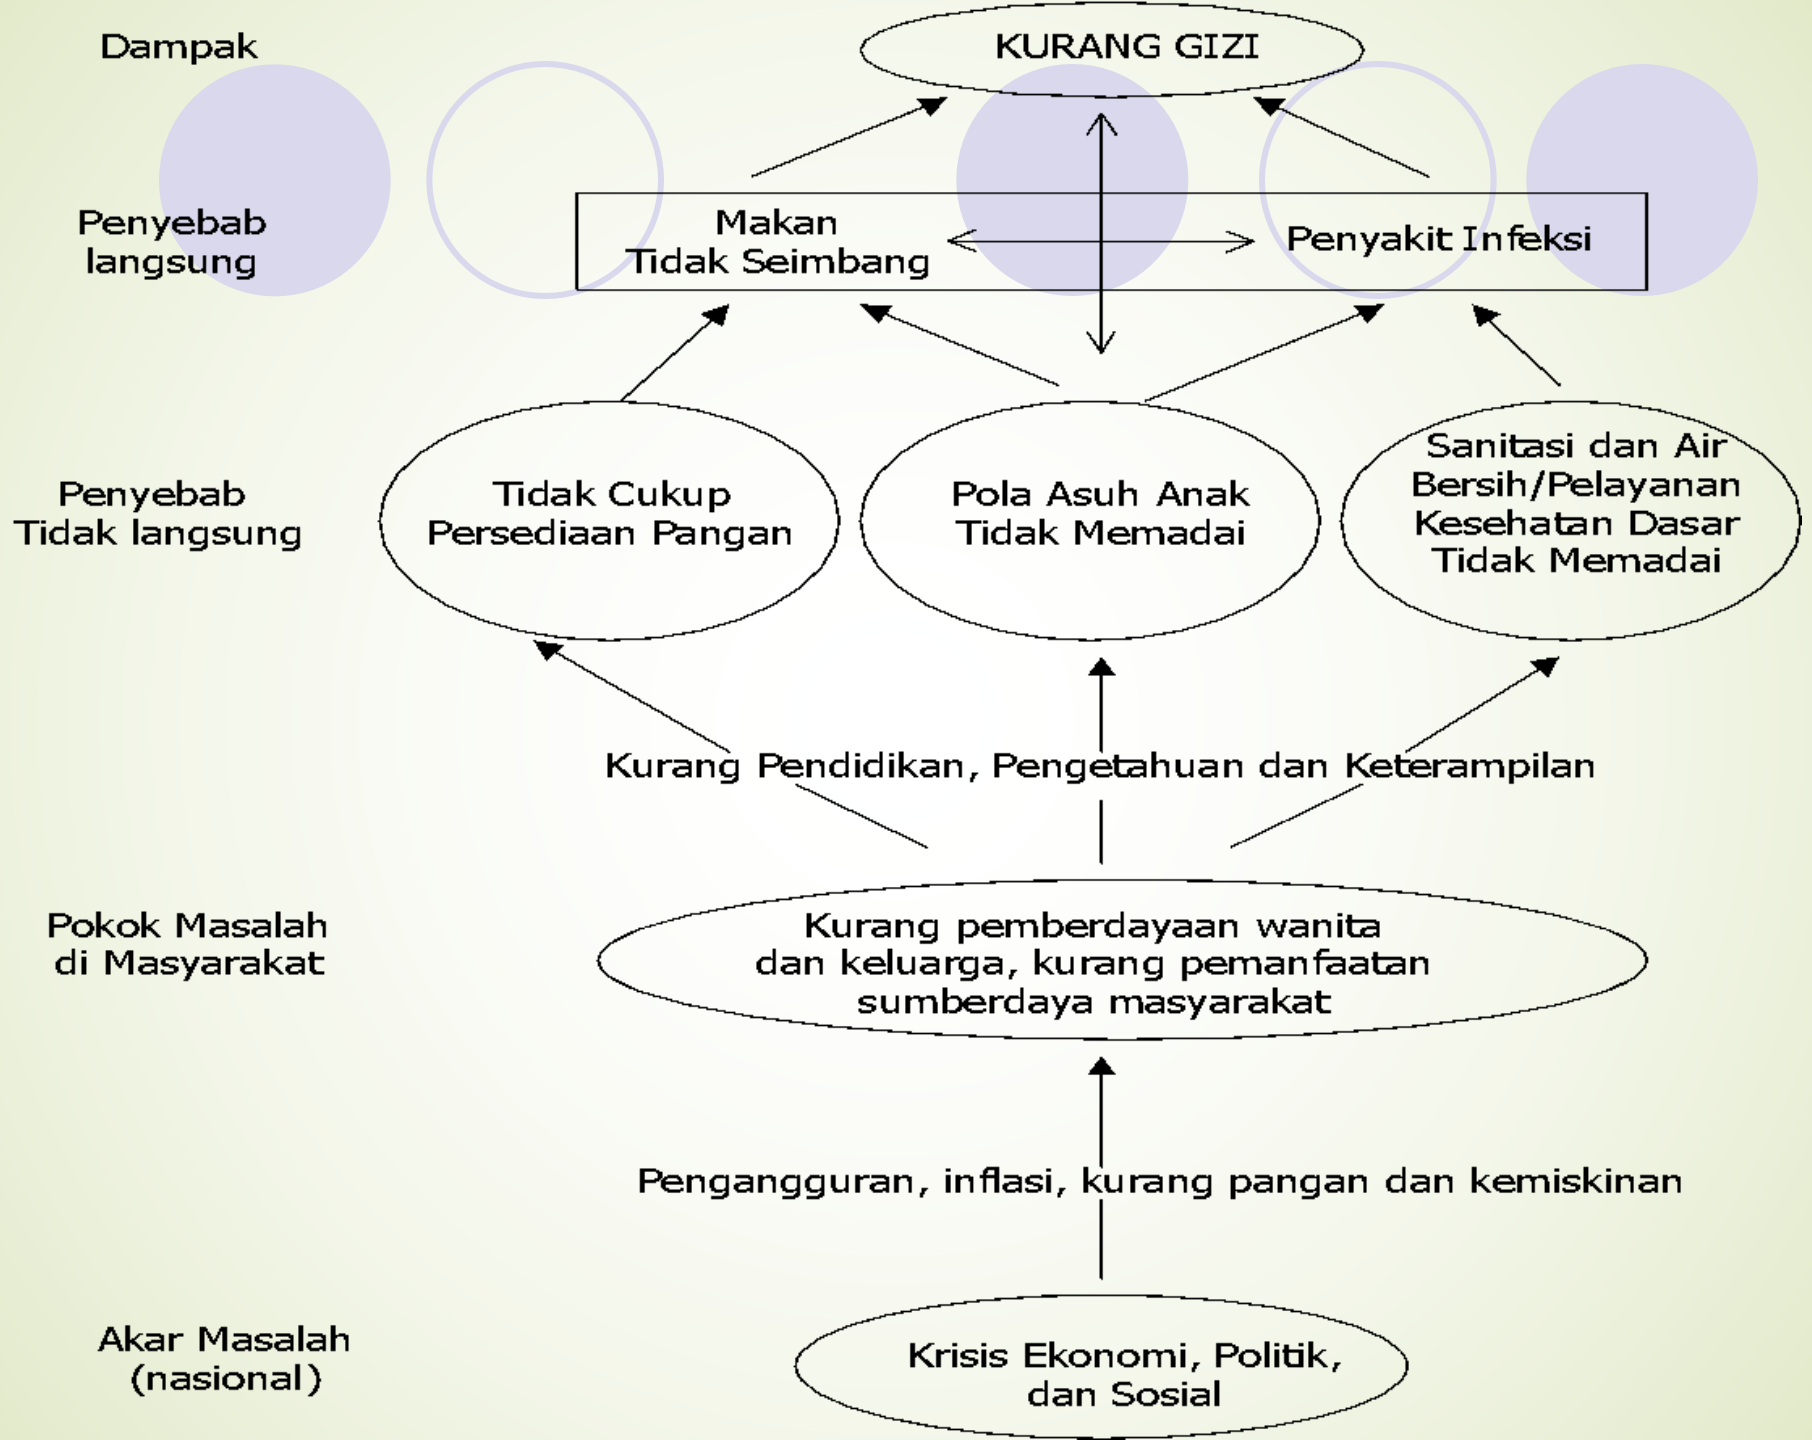 Dampak
KURANG GIZI
Penyebab
langsung
Makan
Tidak Seimbang
Penyakit Infeksi
Penyebab
Tidak langsung
Tidak Cukup
Persediaan Pangan
Pola Asuh Anak
Tidak Memadai
Sanitasi dan Air
Bersih/Pelayanan
Kesehatan Dasar
Tidak Memadai
Kurang Pendidikan, Pengetahuan dan Keterampilan
Pokok Masalah
di Masyarakat
Kurang pemberdayaan wanita
dan keluarga, kurang pemanfaatan
sumberdaya masyarakat
Pengangguran, inflasi, kurang pangan dan kemiskinan
Akar Masalah
(nasional)
Krisis Ekonomi, Politik,
dan Sosial